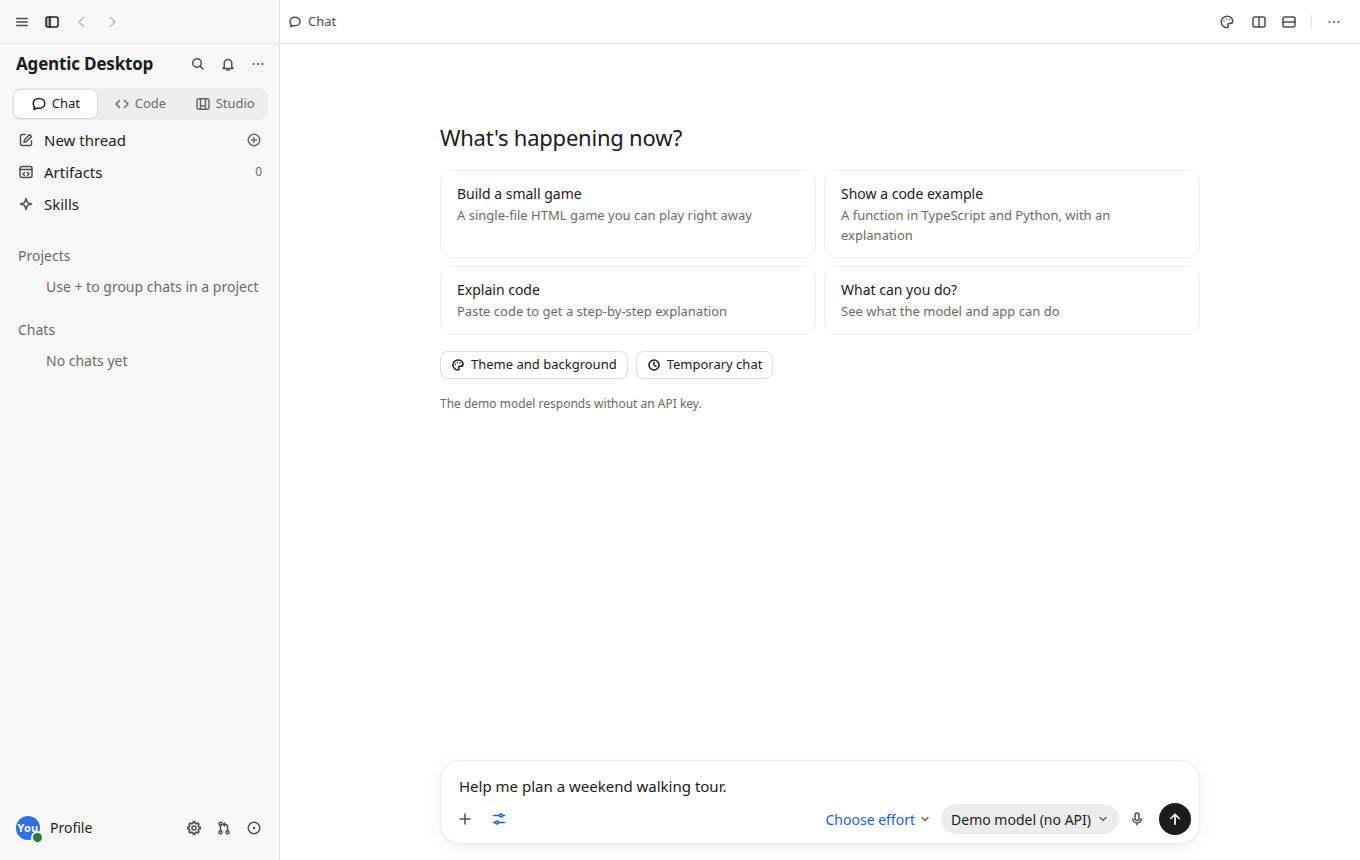 Chat
Agentic Desktop
Chat
Code
Studio
New thread
Artifacts
0
Skills
Projects
Use + to group chats in a project
Chats
No chats yet
You
Profile
What's happening now?
Build a small game
A single-file HTML game you can play right away
Show a code example
A function in TypeScript and Python, with an
explanation
Explain code
Paste code to get a step-by-step explanation
What can you do?
See what the model and app can do
Theme and background
Temporary chat
The demo model responds without an API key.
Help me plan a weekend walking tour.
Choose effort
Demo model (no API)